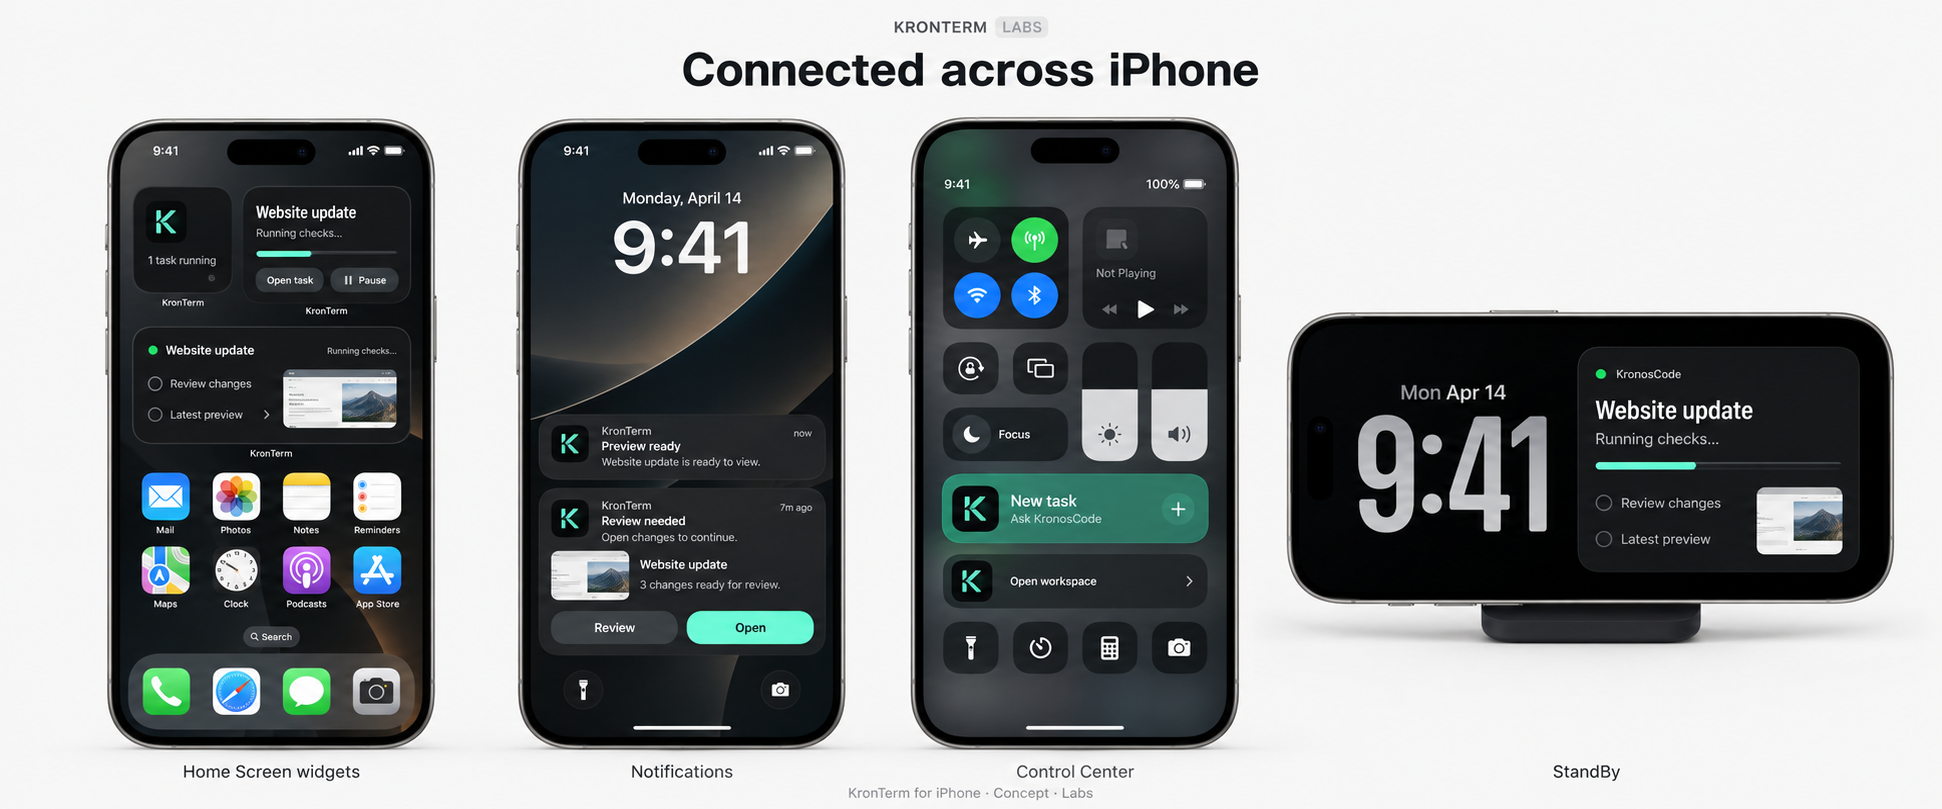 KRONTERM LABS
Connected across iPhone
9:41
1 task running
KronTerm
Website update
Running checks...
Open task
Pause
KronTerm
Website update
Running checks...
Review changes
Latest preview
KronTerm
Mail
Photos
Notes
Reminders
Maps
Clock
Podcasts
App Store
Search
Home Screen widgets
9:41
Monday, April 14
9:41
KronTerm
now
Preview ready
Website update is ready to view.
KronTerm
7m ago
Review needed
Open changes to continue.
Website update
3 changes ready for review.
Review
Open
Notifications
9:41
100%
Not Playing
Focus
New task
Ask KronosCode
Open workspace
Control Center
Mon Apr 14
9:41
KronosCode
Website update
Running checks...
Review changes
Latest preview
StandBy
KronTerm for iPhone · Concept · Labs